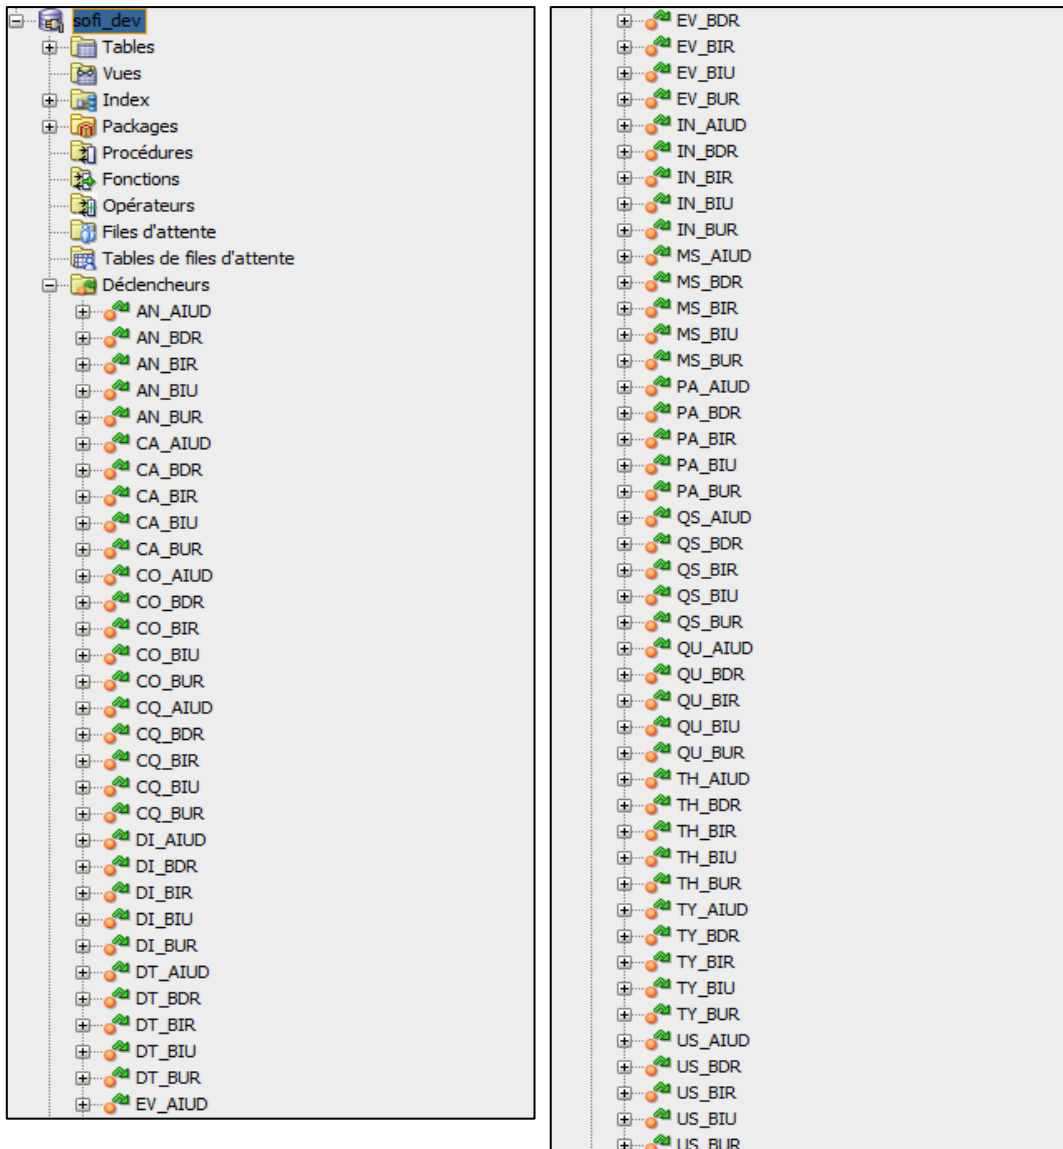 sofi_dev
Tables
Vues
Index
Packages
Procédures
Fonctions
Opérateurs
Files d'attente
Tables de files d'attente
Déclencheurs
AN_AIUD
AN_BDR
AN_BIR
AN_BIU
AN_BUR
CA_AIUD
CA_BDR
CA_BIR
CA_BIU
CA_BUR
CO_AIUD
CO_BDR
CO_BIR
CO_BIU
CO_BUR
CQ_AIUD
CQ_BDR
CQ_BIR
CQ_BIU
CQ_BUR
DI_AIUD
DI_BDR
DI_BIR
DI_BIU
DI_BUR
DT_AIUD
DT_BDR
DT_BIR
DT_BIU
DT_BUR
EV_AIUD
EV_BDR
EV_BIR
EV_BIU
EV_BUR
IN_AIUD
IN_BDR
IN_BIR
IN_BIU
IN_BUR
MS_AIUD
MS_BDR
MS_BIR
MS_BIU
MS_BUR
PA_AIUD
PA_BDR
PA_BIR
PA_BIU
PA_BUR
QS_AIUD
QS_BDR
QS_BIR
QS_BIU
QS_BUR
QU_AIUD
QU_BDR
QU_BIR
QU_BIU
QU_BUR
TH_AIUD
TH_BDR
TH_BIR
TH_BIU
TH_BUR
TY_AIUD
TY_BDR
TY_BIR
TY_BIU
TY_BUR
US_AIUD
US_BDR
US_BIR
US_BIU
US_BUR